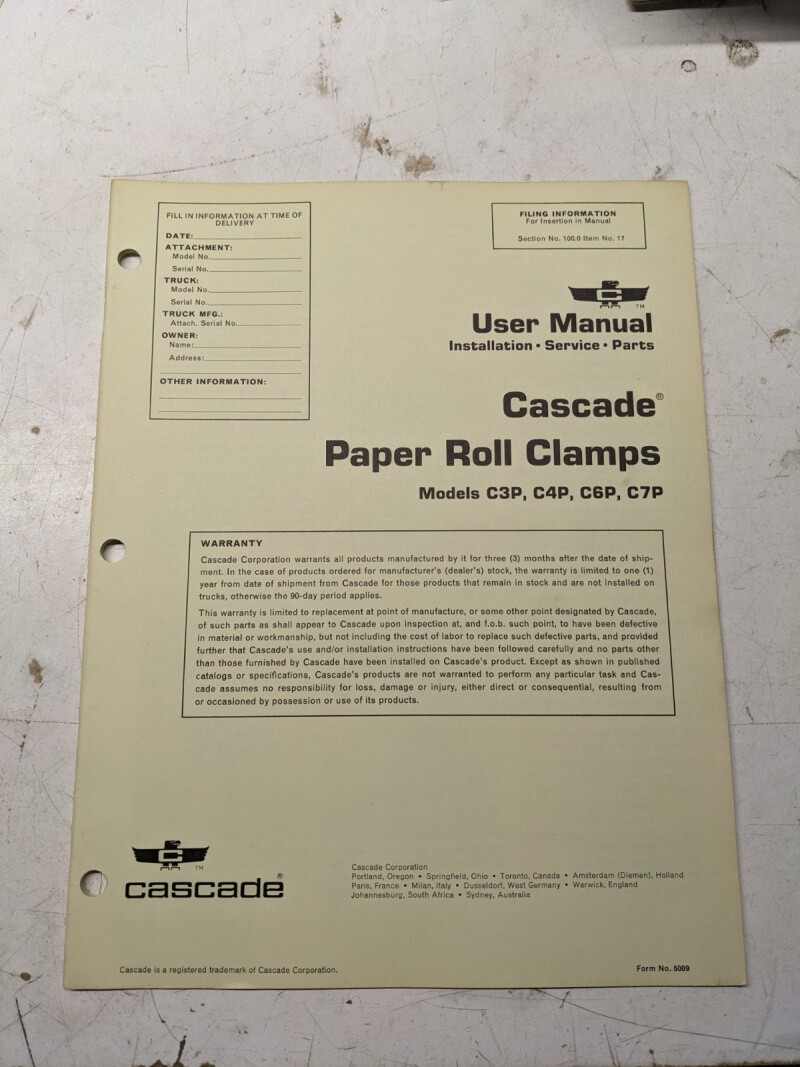 FILL IN INFORMATION AT TIME OF
DELIVERY
DATE:
ATTACHMENT:
Model No.
Serial No.
TRUCK:
Model No.
Serial No.
TRUCK MFG.:
Attach. Serial No.
OWNER:
Name:
Address:
OTHER INFORMATION:
FILING INFORMATION
For Insertion in Manual
Section No. 100.0 Item No. 17
C
TM
User Manual
Installation • Service • Parts
Cascade®
Paper Roll Clamps
Models C3P, C4P, C6P, C7P
WARRANTY
Cascade Corporation warrants all products manufactured by it for three (3) months after the date of ship-
ment. In the case of products ordered for manufacturer's (dealer's) stock, the warranty is limited to one (1)
year from date of shipment from Cascade for those products that remain in stock and are not installed on
trucks, otherwise the 90-day period applies.
This warranty is limited to replacement at point of manufacture, or some other point designated by Cascade,
of such parts as shall appear to Cascade upon inspection at, and f.o.b. such point, to have been defective
in material or workmanship, but not including the cost of labor to replace such defective parts, and provided
further that Cascade's use and/or installation instructions have been followed carefully and no parts other
than those furnished by Cascade have been installed on Cascade's product. Except as shown in published
catalogs or specifications, Cascade's products are not warranted to perform any particular task and Cas-
cade assumes no responsibility for loss, damage or injury, either direct or consequential, resulting from
or occasioned by possession or use of its products.
C
TM
cascade®
Cascade Corporation
Portland, Oregon • Springfield, Ohio • Toronto, Canada • Amsterdam (Diemen), Holland
Paris, France • Milan, Italy • Dusseldorf, West Germany • Warwick, England
Johannesburg, South Africa • Sydney, Australia
Cascade is a registered trademark of Cascade Corporation.
Form No. 5009